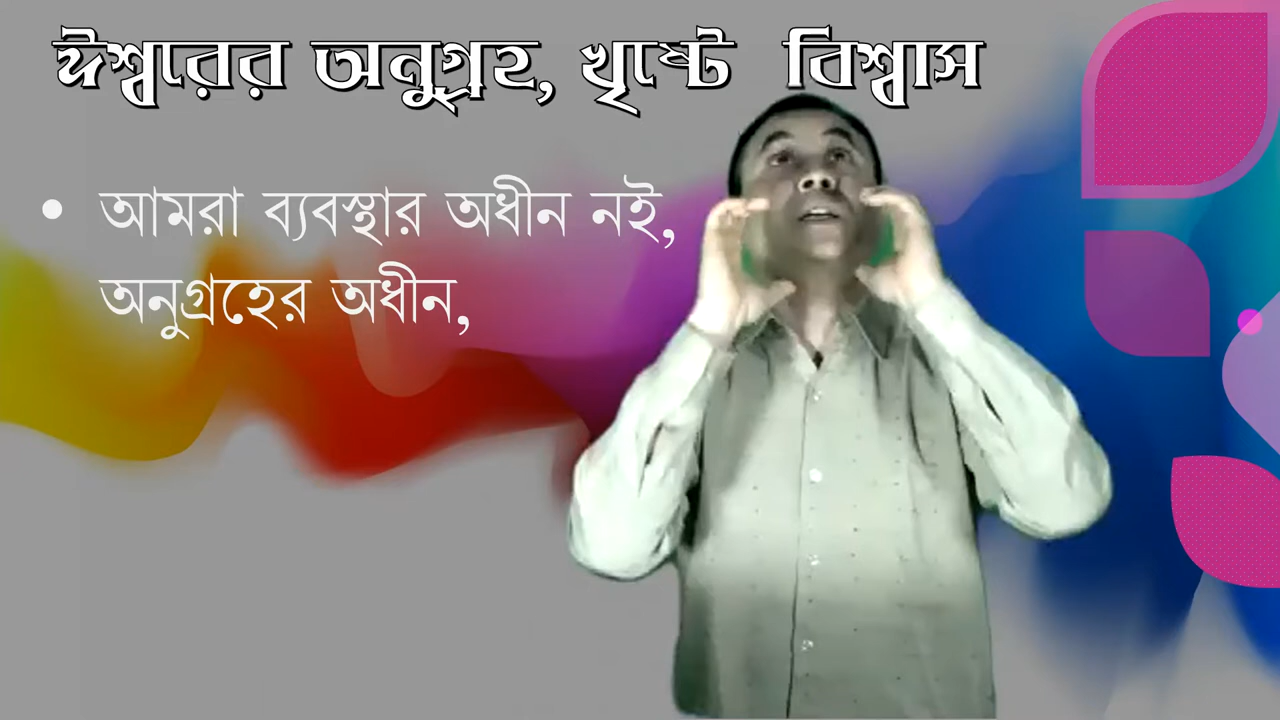 ঈশ্বরের অনুগ্রহ, খৃষ্টে বিশ্বাস
• আমরা ব্যবস্থার অধীন নই,
অনুগ্রহের অধীন,